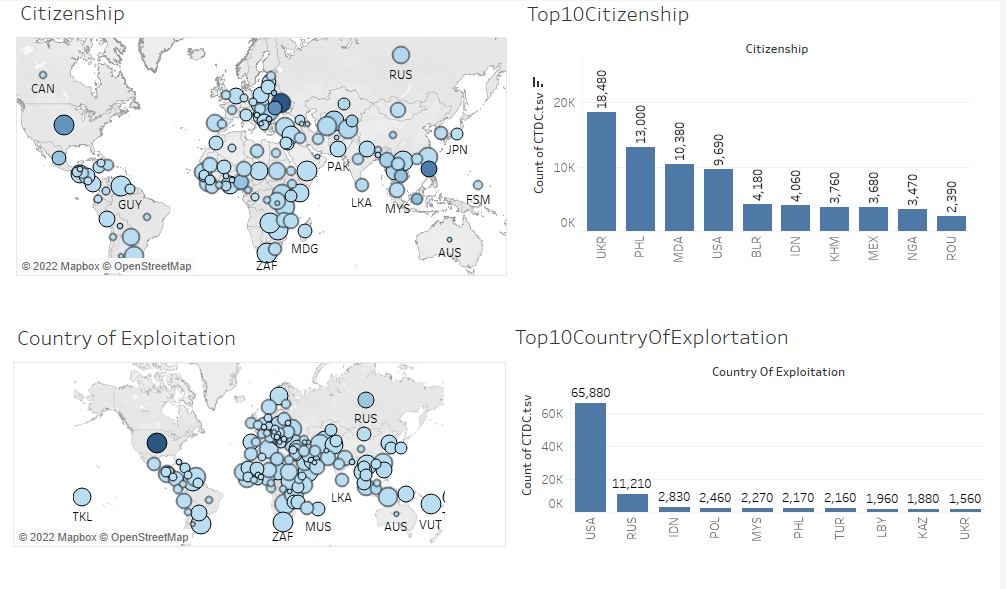 Citizenship
CAN
RUS
JPN
PAK
GUY
LKA
MYS
FSM
MDG
AUS
ZAF
© 2022 Mapbox © OpenStreetMap
Top10Citizenship
Citizenship
Count of CTDC.tsv
20K
10K
0K
18,480
13,000
10,380
9,690
4,180
4,060
3,760
3,680
3,470
2,390
UKR
PHL
MDA
USA
BLR
IDN
KHM
MEX
NGA
ROU
Country of Exploitation
RUS
TKL
LKA
MUS
AUS
VUT
ZAF
© 2022 Mapbox © OpenStreetMap
Top10CountryOfExplortation
Country Of Exploitation
Count of CTDC.tsv
60K
40K
20K
0K
65,880
11,210
2,830
2,460
2,270
2,170
2,160
1,960
1,880
1,560
USA
RUS
IDN
POL
MYS
PHL
TUR
LBY
KAZ
UKR